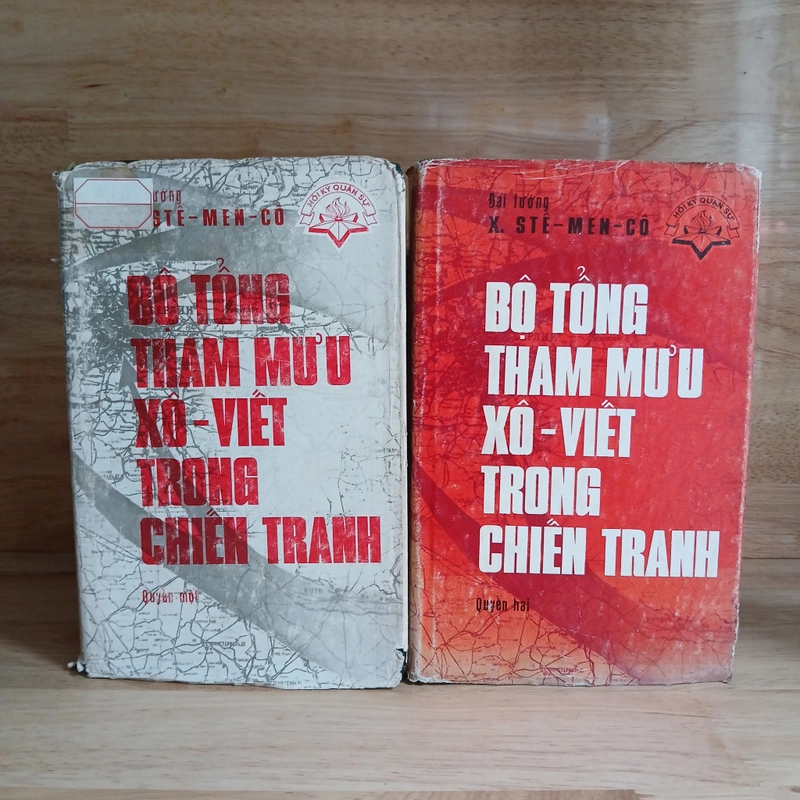 ướng
STÊ-MEN-CÔ
HỒI KÝ QUÂN SỰ
BỘ TỔNG
THAM MƯU
XÔ-VIẾT
TRONG
CHIẾN TRANH
Quyển một
Đại tướng
X. STÊ-MEN-CÔ
HỒI KÝ QUÂN SỰ
BỘ TỔNG
THAM MƯU
XÔ-VIẾT
TRONG
CHIẾN TRANH
Quyển hai